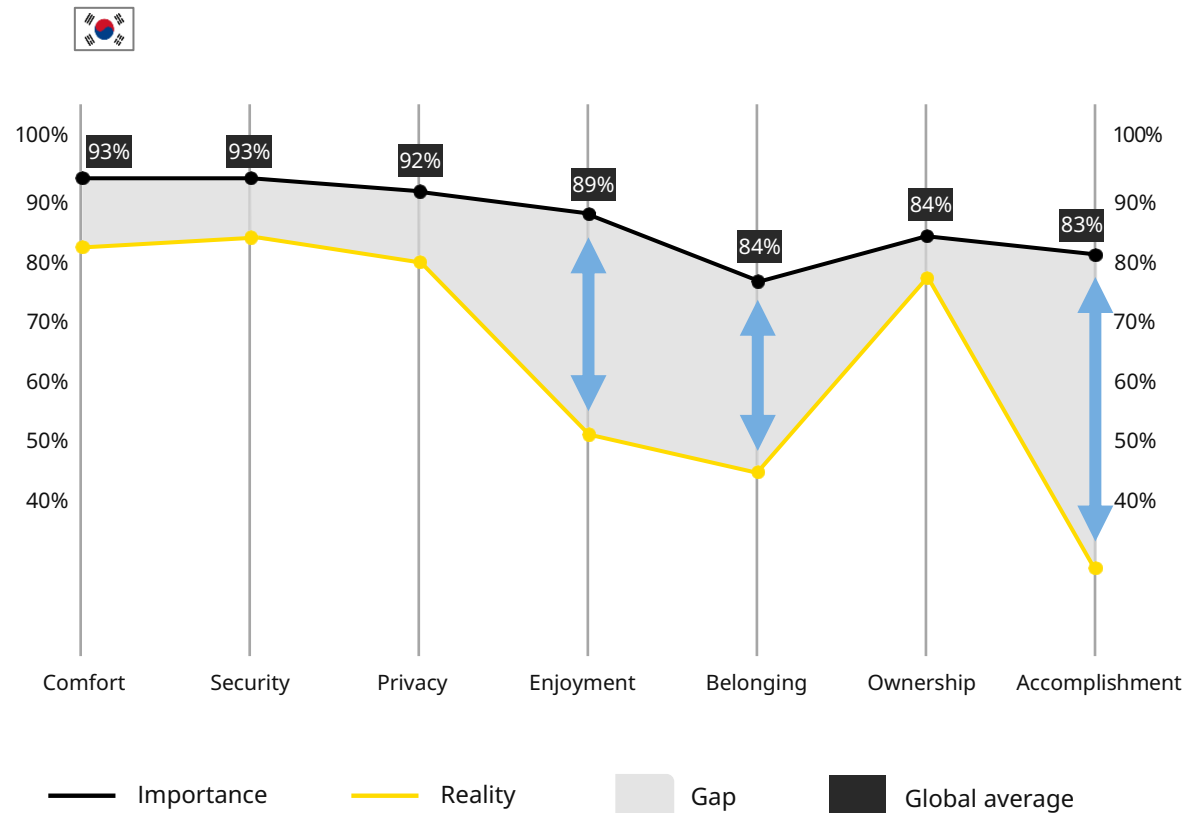 100%
90%
80%
70%
60%
50%
40%
93%
93%
92%
89%
84%
84%
83%
100%
90%
80%
70%
60%
50%
40%
Comfort
Security
Privacy
Enjoyment
Belonging
Ownership
Accomplishment
Importance
Reality
Gap
Global average